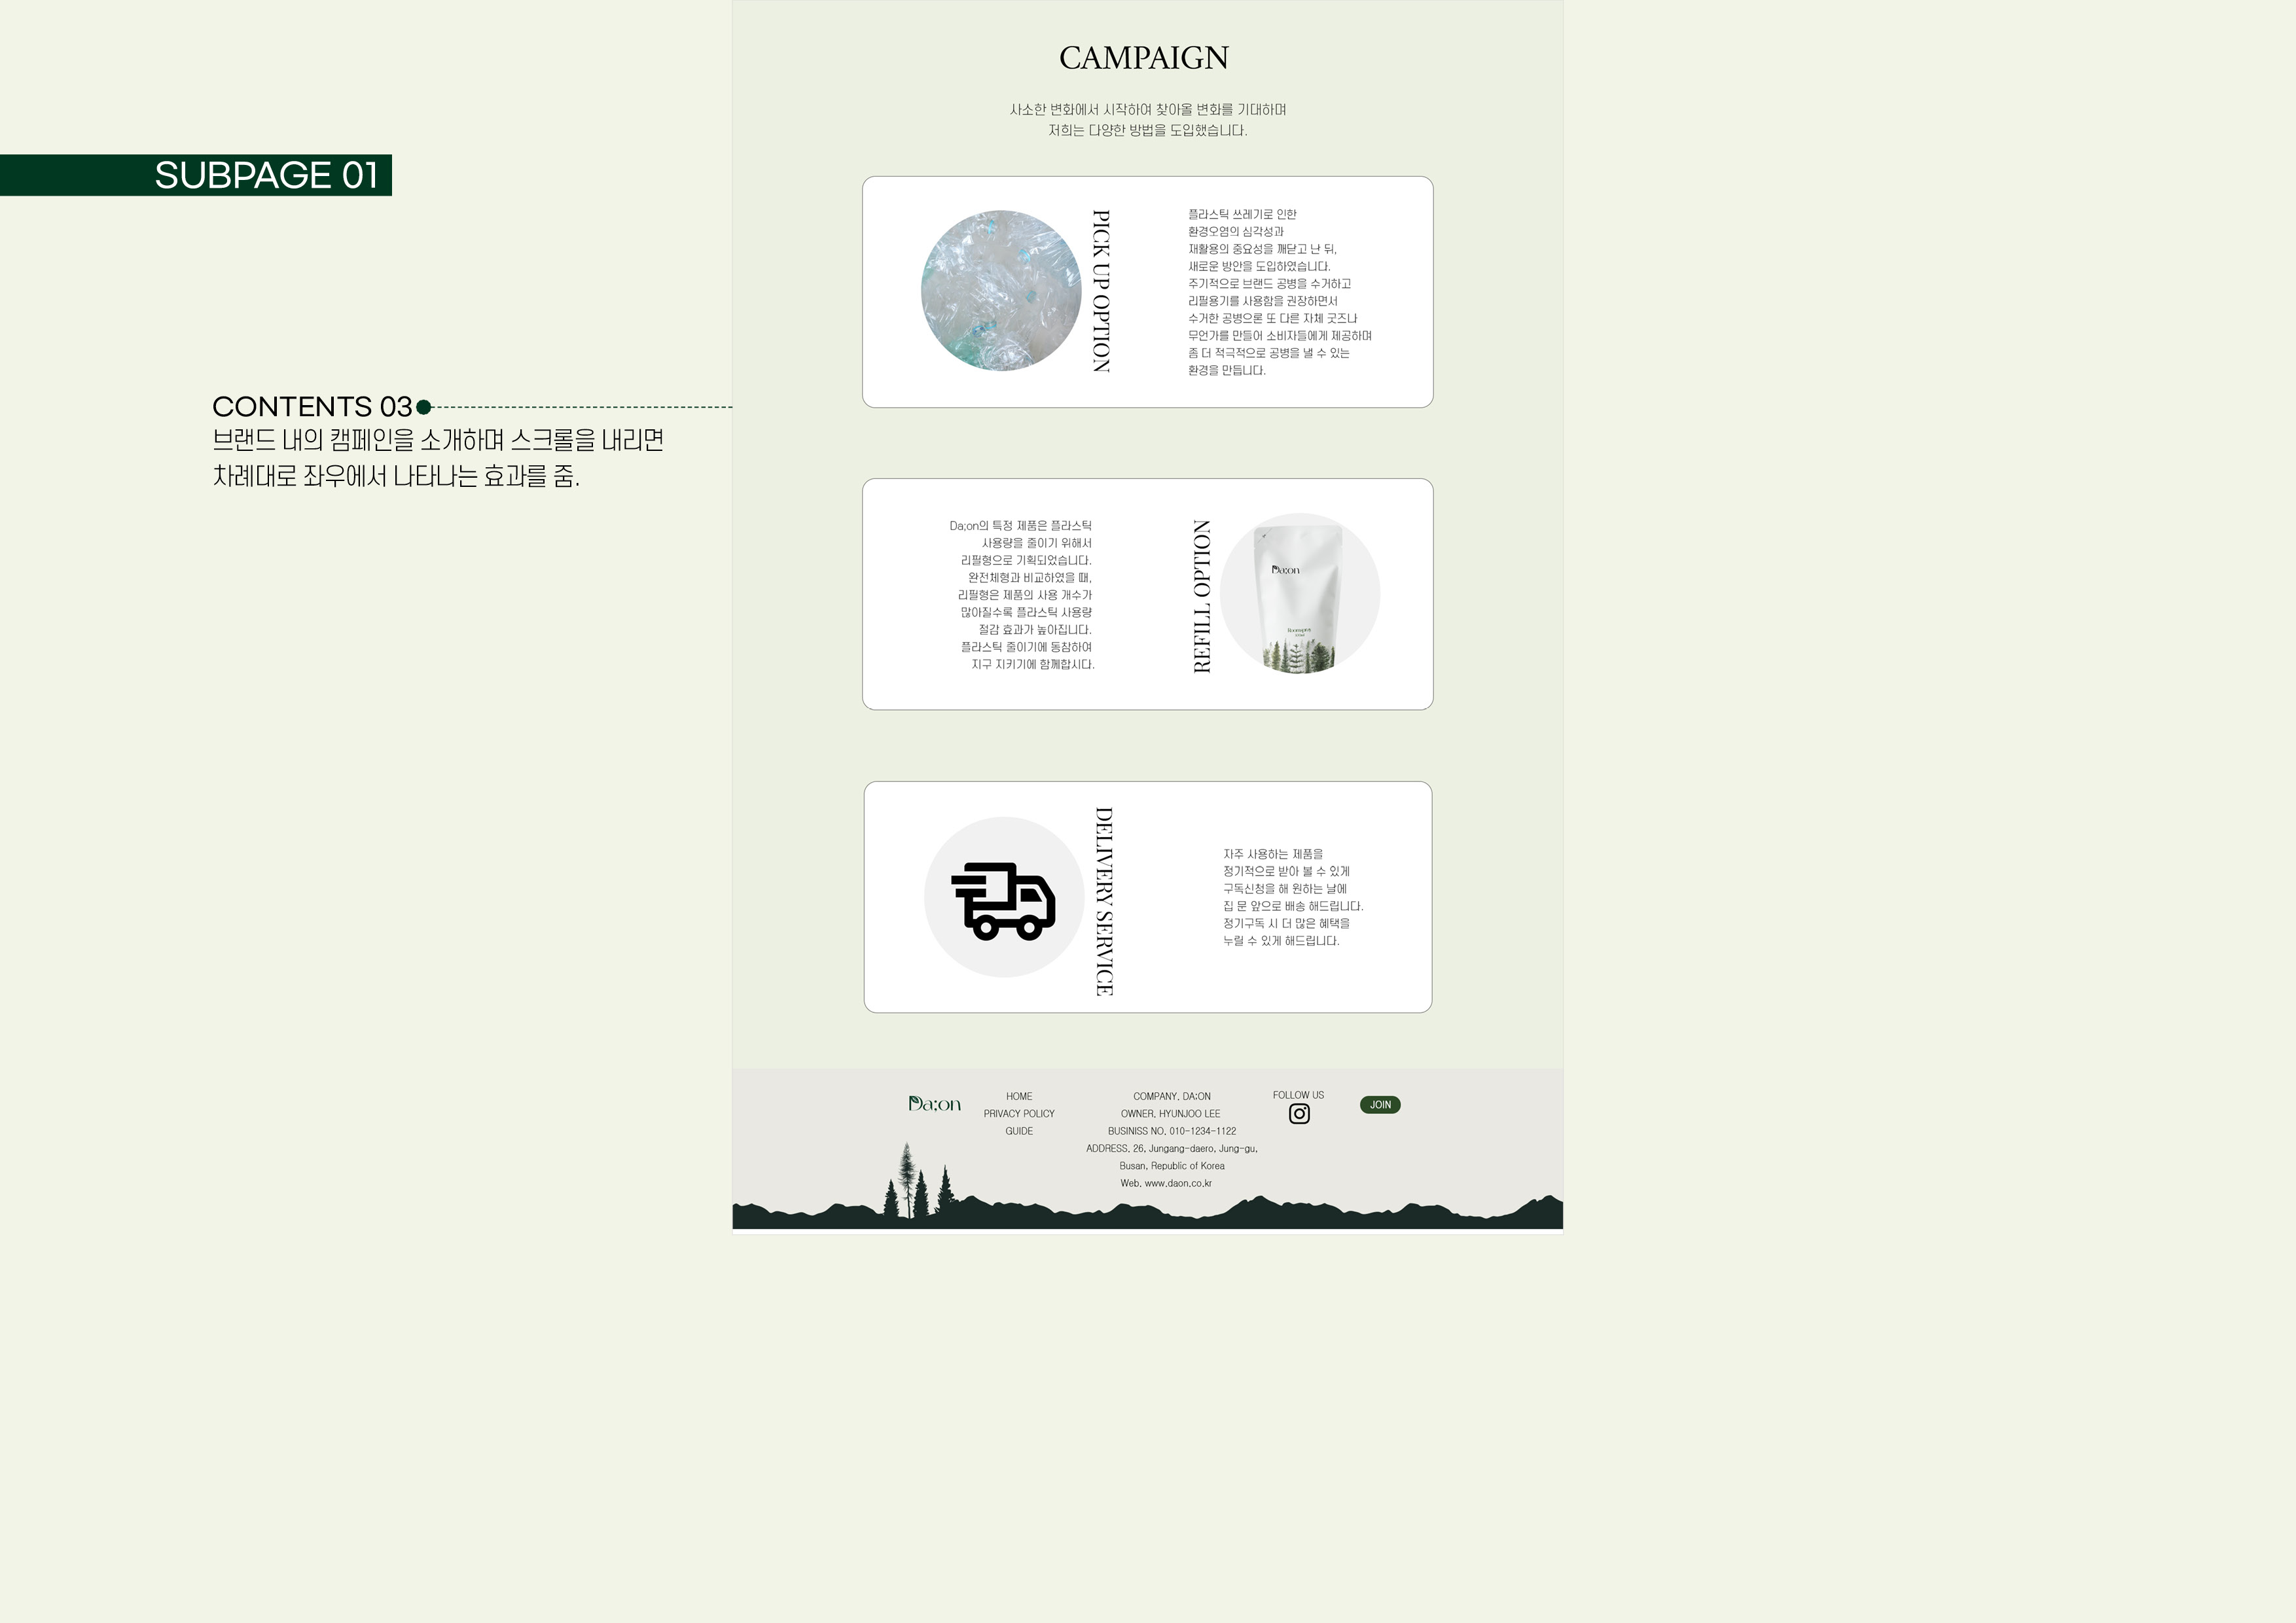 SUBPAGE 01
CONTENTS 03
브랜드 내의 캠페인을 소개하며 스크롤을 내리면
차례대로 좌우에서 나타나는 효과를 줌.
CAMPAIGN
사소한 변화에서 시작하여 찾아올 변화를 기대하며
저희는 다양한 방법을 도입했습니다.
PICK UP OPTION
플라스틱 쓰레기로 인한
환경오염의 심각성과
재활용의 중요성을 깨닫고 난 뒤,
새로운 방안을 도입하였습니다.
주기적으로 브랜드 공병을 수거하고
리필용기를 사용함을 권장하면서
수거한 공병으론 또 다른 자체 굿즈나
무언가를 만들어 소비자들에게 제공하며
좀 더 적극적으로 공병을 낼 수 있는
환경을 만듭니다.
Da;on의 특정 제품은 플라스틱
사용량을 줄이기 위해서
리필형으로 기획되었습니다.
완전체형과 비교하였을 때,
리필형은 제품의 사용 개수가
많아질수록 플라스틱 사용량
절감 효과가 높아집니다.
플라스틱 줄이기에 동참하여
지구 지키기에 함께합시다.
REFILL OPTION
Da;on
Roomspray
DELIVERY SERVICE
자주 사용하는 제품을
정기적으로 받아 볼 수 있게
구독신청을 해 원하는 날에
집 문 앞으로 배송 해드립니다.
정기구독 시 더 많은 혜택을
누릴 수 있게 해드립니다.
Da;on
HOME
PRIVACY POLICY
GUIDE
COMPANY. DA:ON
OWNER. HYUNJOO LEE
BUSINISS NO. 010-1234-1122
ADDRESS. 26, Jungang-daero, Jung-gu,
Busan, Republic of Korea
Web. www.daon.co.kr
FOLLOW US
JOIN